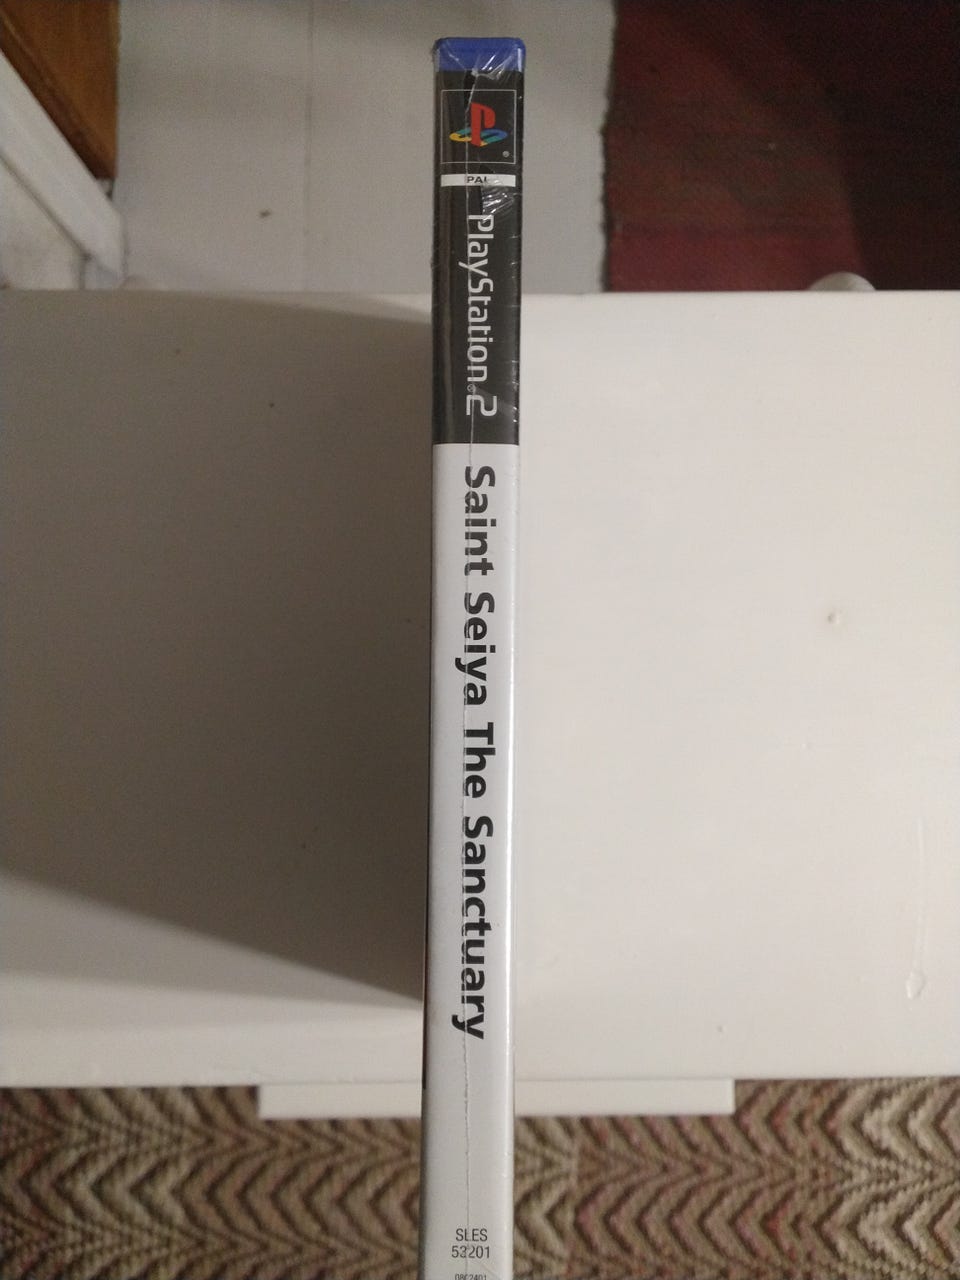 PAL
PlayStation®2
Saint Seiya The Sanctuary
SLES
53201